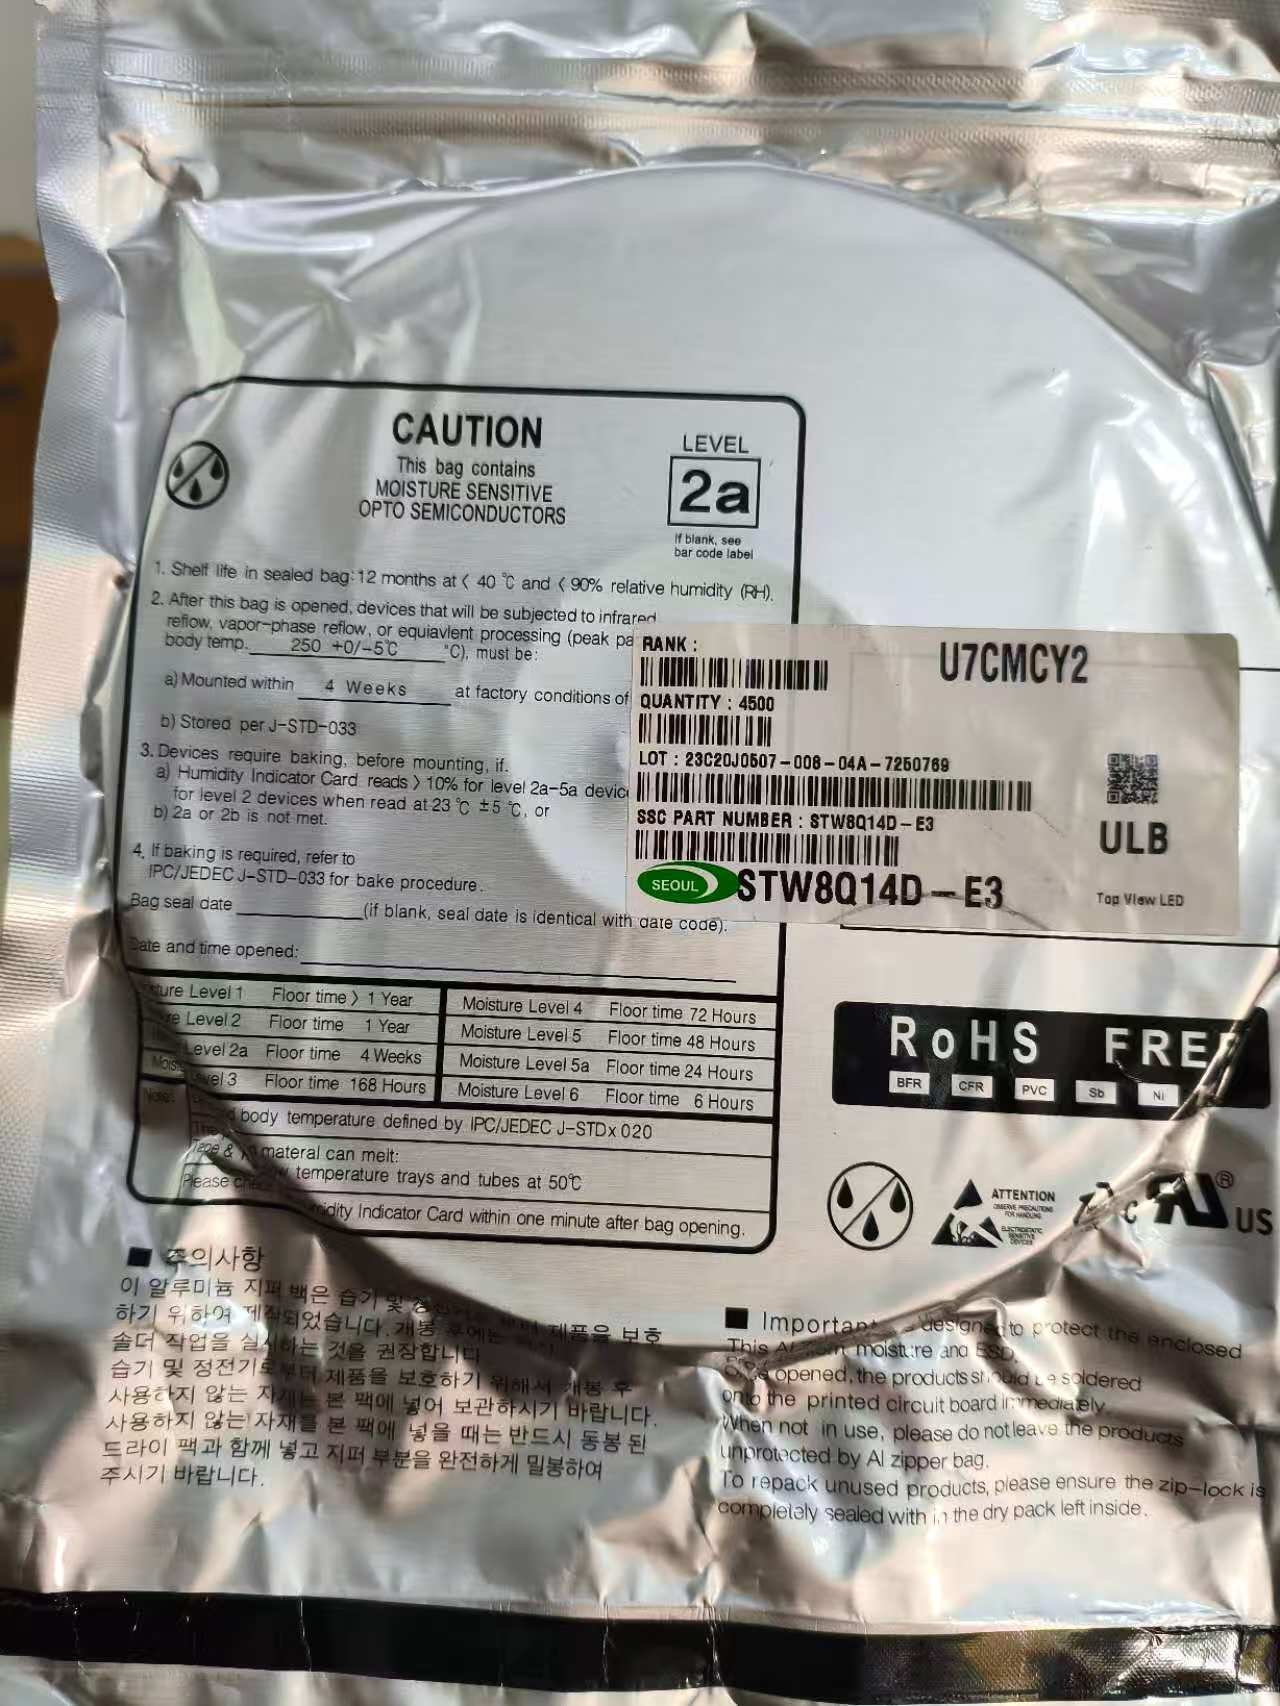 CAUTION
This bag contains
MOISTURE SENSITIVE
OPTO SEMICONDUCTORS
LEVEL
2a
If blank, see
bar code label
1. Shelf life in sealed bag: 12 months at < 40 ℃ and < 90% relative humidity (RH).
2. After this bag is opened, devices that will be subjected to infrared
reflow, vapor-phase reflow, or equiavlent processing (peak pa
body temp. 250 +0/-5℃ ℃), must be:
a) Mounted within 4 Weeks at factory conditions of
b) Stored per J-STD-033
3. Devices require baking, before mounting, if.
a) Humidity Indicator Card reads > 10% for level 2a-5a device
for level 2 devices when read at 23 ℃ ±5 ℃, or
b) 2a or 2b is not met.
4. If baking is required, refer to
IPC/JEDEC J-STD-033 for bake procedure.
Bag seal date (if blank, seal date is identical with date code).
Date and time opened:
RANK :
U7CMCY2
QUANTITY : 4500
LOT : 23C20J0507-008-04A-7250769
SSC PART NUMBER : STW8Q14D-E3
ULB
SEOUL STW8Q14D-E3
Top View LED
ture Level 1 Floor time > 1 Year
re Level 2 Floor time 1 Year
Level 2a Floor time 4 Weeks
Mois vel 3 Floor time 168 Hours
Moisture Level 4 Floor time 72 Hours
Moisture Level 5 Floor time 48 Hours
Moisture Level 5a Floor time 24 Hours
Moisture Level 6 Floor time 6 Hours
body temperature defined by IPC/JEDEC J-STDx020
Tape & materal can melt:
temperature trays and tubes at 50℃
Please
idity Indicator Card within one minute after bag opening.
RoHS FREE
BFR CFR PVC Sb Ni
ATTENTION
OBSERVE PRECAUTIONS
FOR HANDLING
ELECTROSTATIC
SENSITIVE
DEVICES
c US ®
■ 주의사항
이 알루미늄 지퍼 백은 습기 및
하기 위하여 제작되었습니다. 개봉 후에는 제품을 보호
솔더 작업을 실시하는 것을 권장합니다
습기 및 정전기로부터 제품을 보호하기 위해서 개봉 후
사용하지 않는 자재는 본 팩에 넣어 보관하시기 바랍니다.
사용하지 않는 자재를 본 팩에 넣을 때는 반드시 동봉된
드라이 팩과 함께 넣고 지퍼 부분을 완전하게 밀봉하여
주시기 바랍니다.
■ Important
This Al designed to protect the enclosed
from moisture and ESD.
opened, the products should be soldered
onto the printed circuit board immediately.
When not in use, please do not leave the products
unprotected by Al zipper bag.
To repack unused products, please ensure the zip-lock is
completely sealed with in the dry pack left inside.